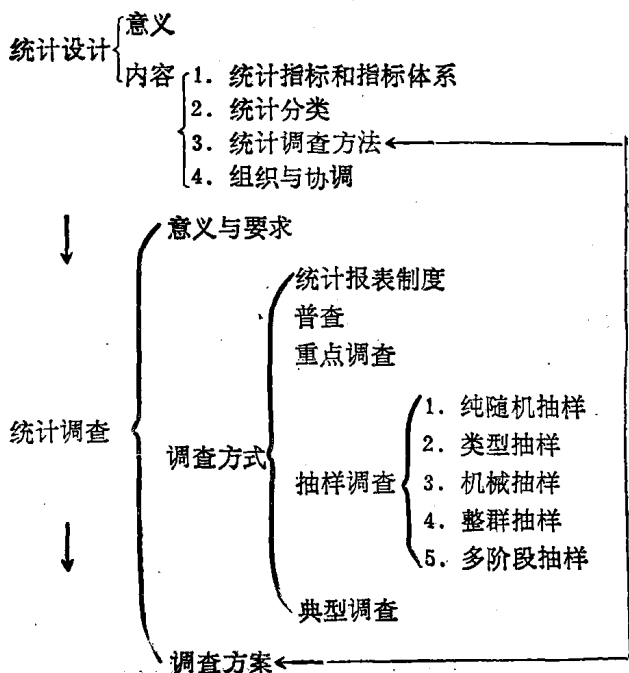 意义
统计设计
内容
1. 统计指标和指标体系
2. 统计分类
3. 统计调查方法
4. 组织与协调
意义与要求
统计报表制度
普查
重点调查
1. 纯随机抽样
统计调查
2. 类型抽样
调查方式
抽样调查
3. 机械抽样
4. 整群抽样
5. 多阶段抽样
典型调查
调查方案